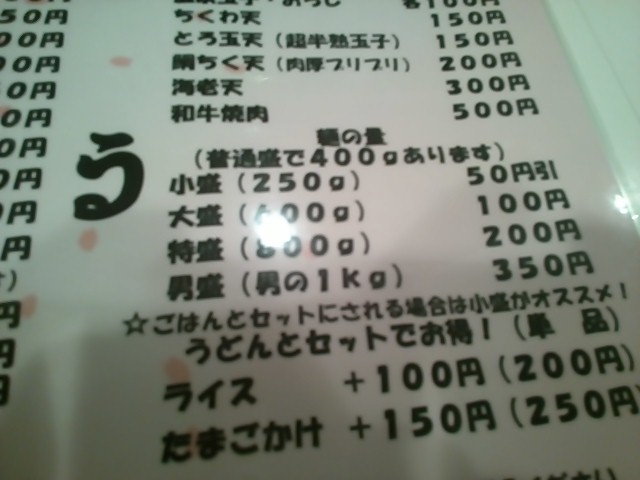 各100円
ちくわ天 150円
とろ玉天（超半熟玉子） 150円
鯛ちく天（肉厚プリプリ） 200円
海老天 300円
和牛焼肉 500円
う
麺の量
（普通盛で400gあります）
小盛（250g） 50円引
大盛（600g） 100円
特盛（800g） 200円
男盛（男の1kg） 350円
☆ごはんとセットにされる場合は小盛がオススメ！
うどんとセットでお得！（単 品）
ライス ＋100円（200円）
たまごかけ ＋150円（250円）